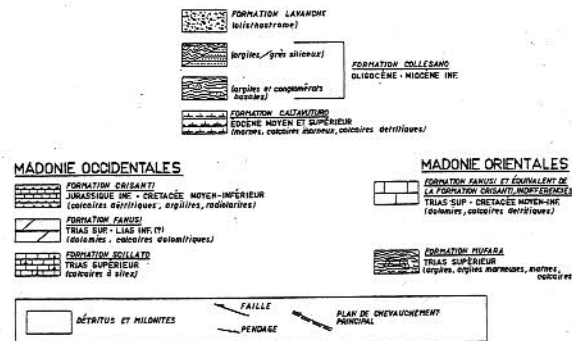 FORMATION LAVANCHE
(olisthostrome)
(argiles/grès siliceux)
(argiles et conglomérats
basales)
FORMATION COLLESANO
OLIGOCÈNE - MIOCÈNE INF.
FORMATION CALTAVUTURO
EOCÈNE MOYEN ET SUPÉRIEUR
(marnes, calcaires marneux, calcaires détritiques)
MADONIE OCCIDENTALES
FORMATION CRISANTI
JURASSIQUE INF. - CRETACÉE MOYEN-INFÉRIEUR
(calcaires détritiques, argilites, radiolarites)
FORMATION FANUSI
TRIAS SUP. - LIAS INF. (?)
(dolomies, calcaires dolomitiques)
FORMATION SCILLATO
TRIAS SUPÉRIEUR
(calcaires à silex)
MADONIE ORIENTALES
FORMATION FANUSI ET ÉQUIVALENT DE
LA FORMATION CRISANTI, INDIFFERENCIÉS
TRIAS SUP - CRETACÉE MOYEN-INF.
(dolomies, calcaires détritiques)
FORMATION MUFARA
TRIAS SUPÉRIEUR
(argiles, argiles marneuses, marnes,
calcaires)
DÉTRITUS ET MILONITES
FAILLE
PENDAGE
PLAN DE CHEVAUCHEMENT
PRINCIPAL